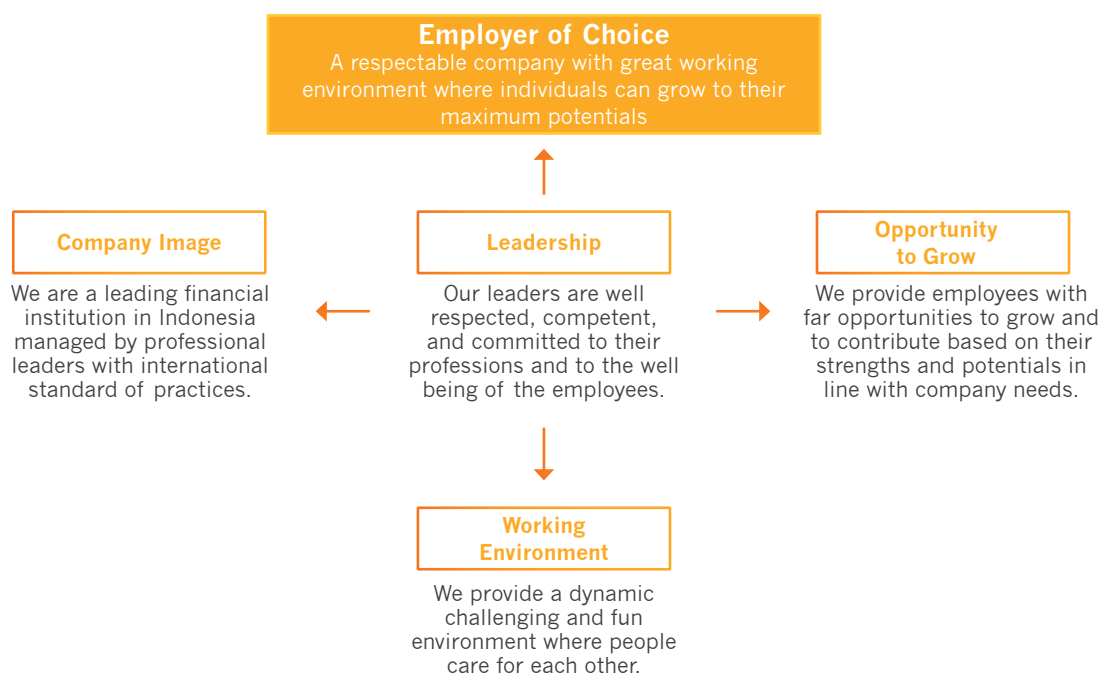 Employer of Choice
A respectable company with great working
environment where individuals can grow to their
maximum potentials
Company Image
We are a leading financial
institution in Indonesia
managed by professional
leaders with international
standard of practices.
Leadership
Our leaders are well
respected, competent,
and committed to their
professions and to the well
being of the employees.
Opportunity
to Grow
We provide employees with
far opportunities to grow and
to contribute based on their
strengths and potentials in
line with company needs.
Working
Environment
We provide a dynamic
challenging and fun
environment where people
care for each other.